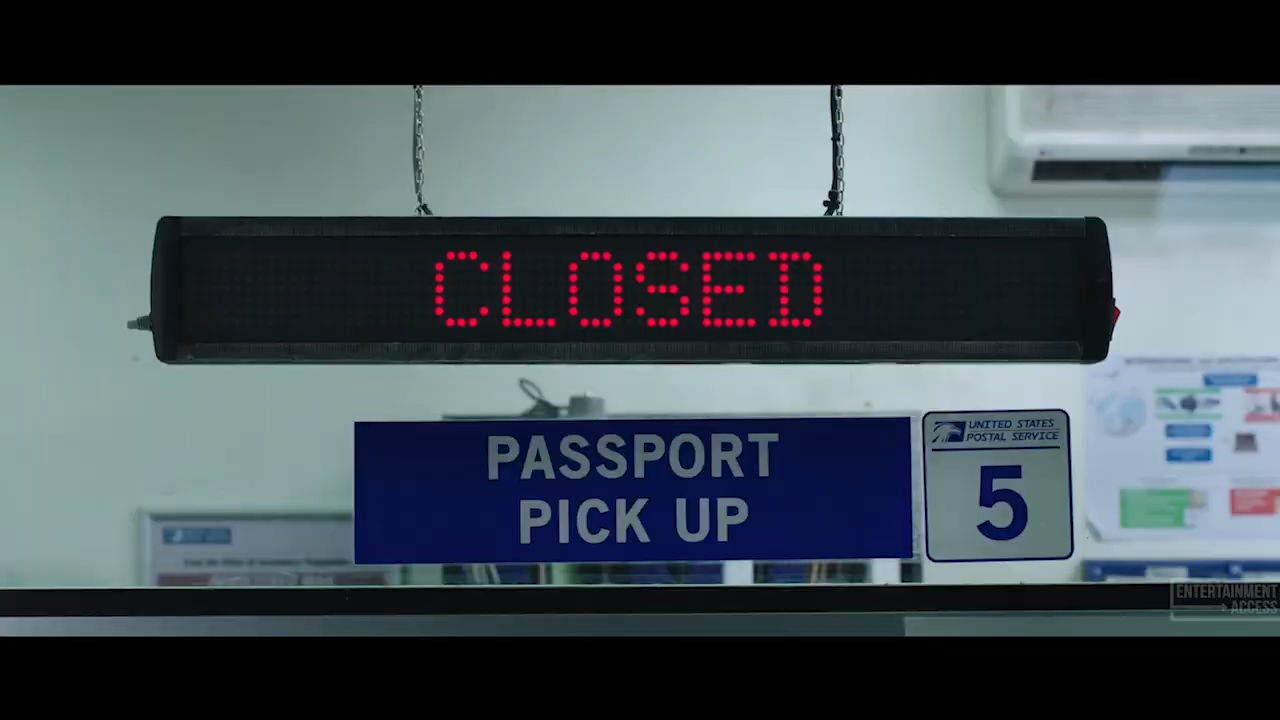 CLOSED
PASSPORT
PICK UP
UNITED STATES
POSTAL SERVICE
5
ENTERTAINMENT
ACCESS